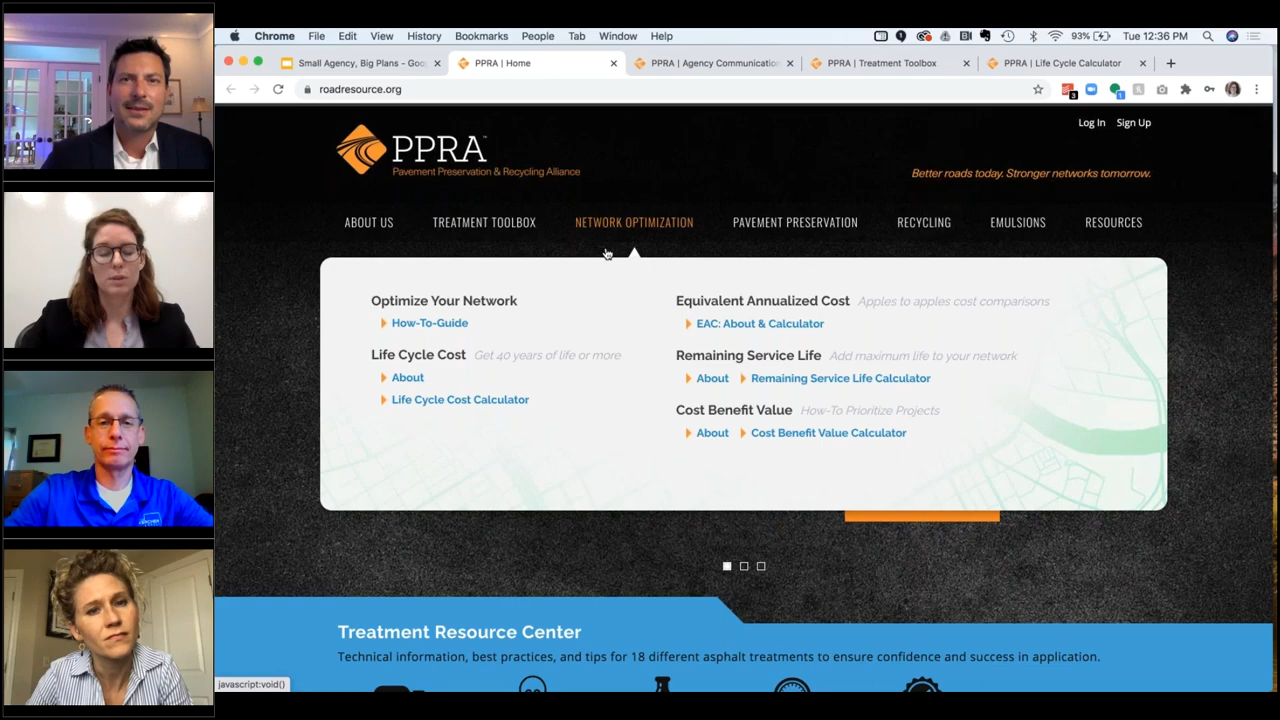 Chrome File Edit View History Bookmarks People Tab Window Help
93% Tue 12:36 PM
Small Agency, Big Plans - Goo
PPRA | Home
PPRA | Agency Communication
PPRA | Treatment Toolbox
PPRA | Life Cycle Calculator
roadresource.org
3
1
Log In Sign Up
PPRA™
Pavement Preservation & Recycling Alliance
Better roads today. Stronger networks tomorrow.
ABOUT US TREATMENT TOOLBOX NETWORK OPTIMIZATION PAVEMENT PRESERVATION RECYCLING EMULSIONS RESOURCES
Optimize Your Network
How-To-Guide
Life Cycle Cost Get 40 years of life or more
About
Life Cycle Cost Calculator
Equivalent Annualized Cost Apples to apples cost comparisons
EAC: About & Calculator
Remaining Service Life Add maximum life to your network
About Remaining Service Life Calculator
Cost Benefit Value How-To Prioritize Projects
About Cost Benefit Value Calculator
Treatment Resource Center
Technical information, best practices, and tips for 18 different asphalt treatments to ensure confidence and success in application.
javascript:void()